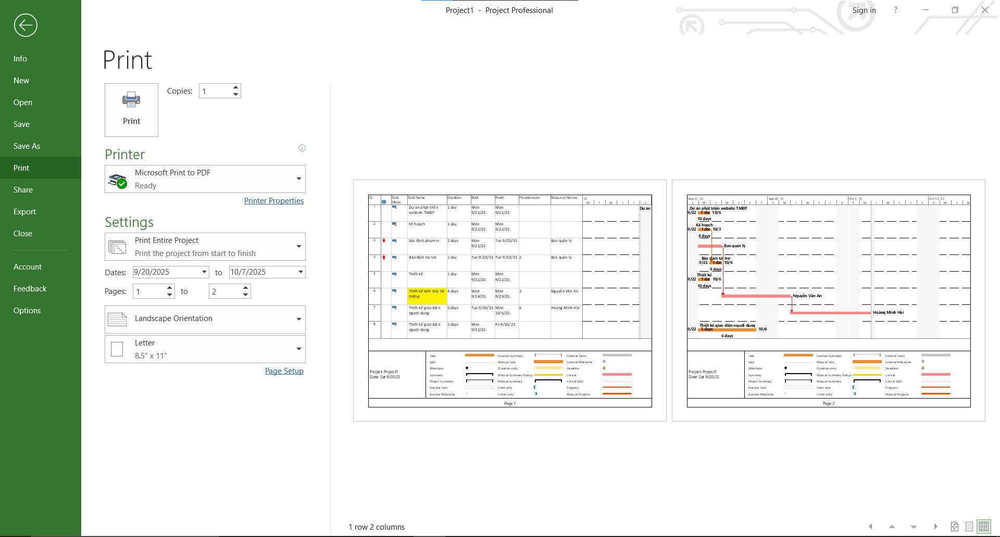 Project1 - Project Professional
Sign in
?
Info
New
Open
Save
Save As
Print
Share
Export
Close
Account
Feedback
Options
Print
Print
Copies: 1
Printer
Microsoft Print to PDF
Ready
Printer Properties
Settings
Print Entire Project
Print the project from start to finish
Dates: 9/20/2025 to 10/7/2025
Pages: 1 to 2
Landscape Orientation
Letter
8.5" x 11"
Page Setup
ID Task Mode Task Name Duration Start Finish Predecessors Resource Names '25
M T W T F S
1 Dự án phát triển website TMĐT 1 day Mon 9/22/25 Mon 9/22/25 Dự án
2 Kế hoạch 1 day Mon 9/22/25 Mon 9/22/25
3 Xác định phạm vi 2 days Mon 9/22/25 Tue 9/23/25 Ban quản lý
4 Bảo đảm tài trợ 1 day Tue 9/23/25 Tue 9/23/25 2 Ban quản lý
5 Thiết kế 1 day Mon 9/22/25 Mon 9/22/25
6 Thiết kế kiến trúc hệ thống 4 days Wed 9/24/25 Mon 9/29/25 3 Nguyễn Văn An
7 Thiết kế giao diện người dùng 5 days Tue 9/30/25 Mon 10/6/25 6 Hoàng Minh Hải
8 Thiết kế giao diện người dùng 5 days Mon 9/22/25 Fri 9/26/25
Project: Project1
Date: Sat 9/20/25
Task Inactive Summary External Tasks
Split Manual Task External Milestone
Milestone Duration-only Deadline
Summary Manual Summary Rollup Critical
Project Summary Manual Summary Critical Split
Inactive Task Start-only Progress
Inactive Milestone Finish-only Manual Progress
Page 1
Sep 21, '25 Sep 28, '25 Oct 5, '25 Oct 12, '25
S M T W T F S S M T W T F S S M T W T F S S M T W
Dự án phát triển website TMĐT
9/22 1 day 10/6
10 days
Kế hoạch
9/22 1 day 10/3
9 days
Ban quản lý
Bảo đảm tài trợ
9/23 1 day 10/6
9 days
Thiết kế
9/22 1 day 10/6
10 days
Nguyễn Văn An
Hoàng Minh Hải
Thiết kế giao diện người dùng
9/22 5 days 10/6
6 days
Project: Project1
Date: Sat 9/20/25
Task Inactive Summary External Tasks
Split Manual Task External Milestone
Milestone Duration-only Deadline
Summary Manual Summary Rollup Critical
Project Summary Manual Summary Critical Split
Inactive Task Start-only Progress
Inactive Milestone Finish-only Manual Progress
Page 2
1 row 2 columns